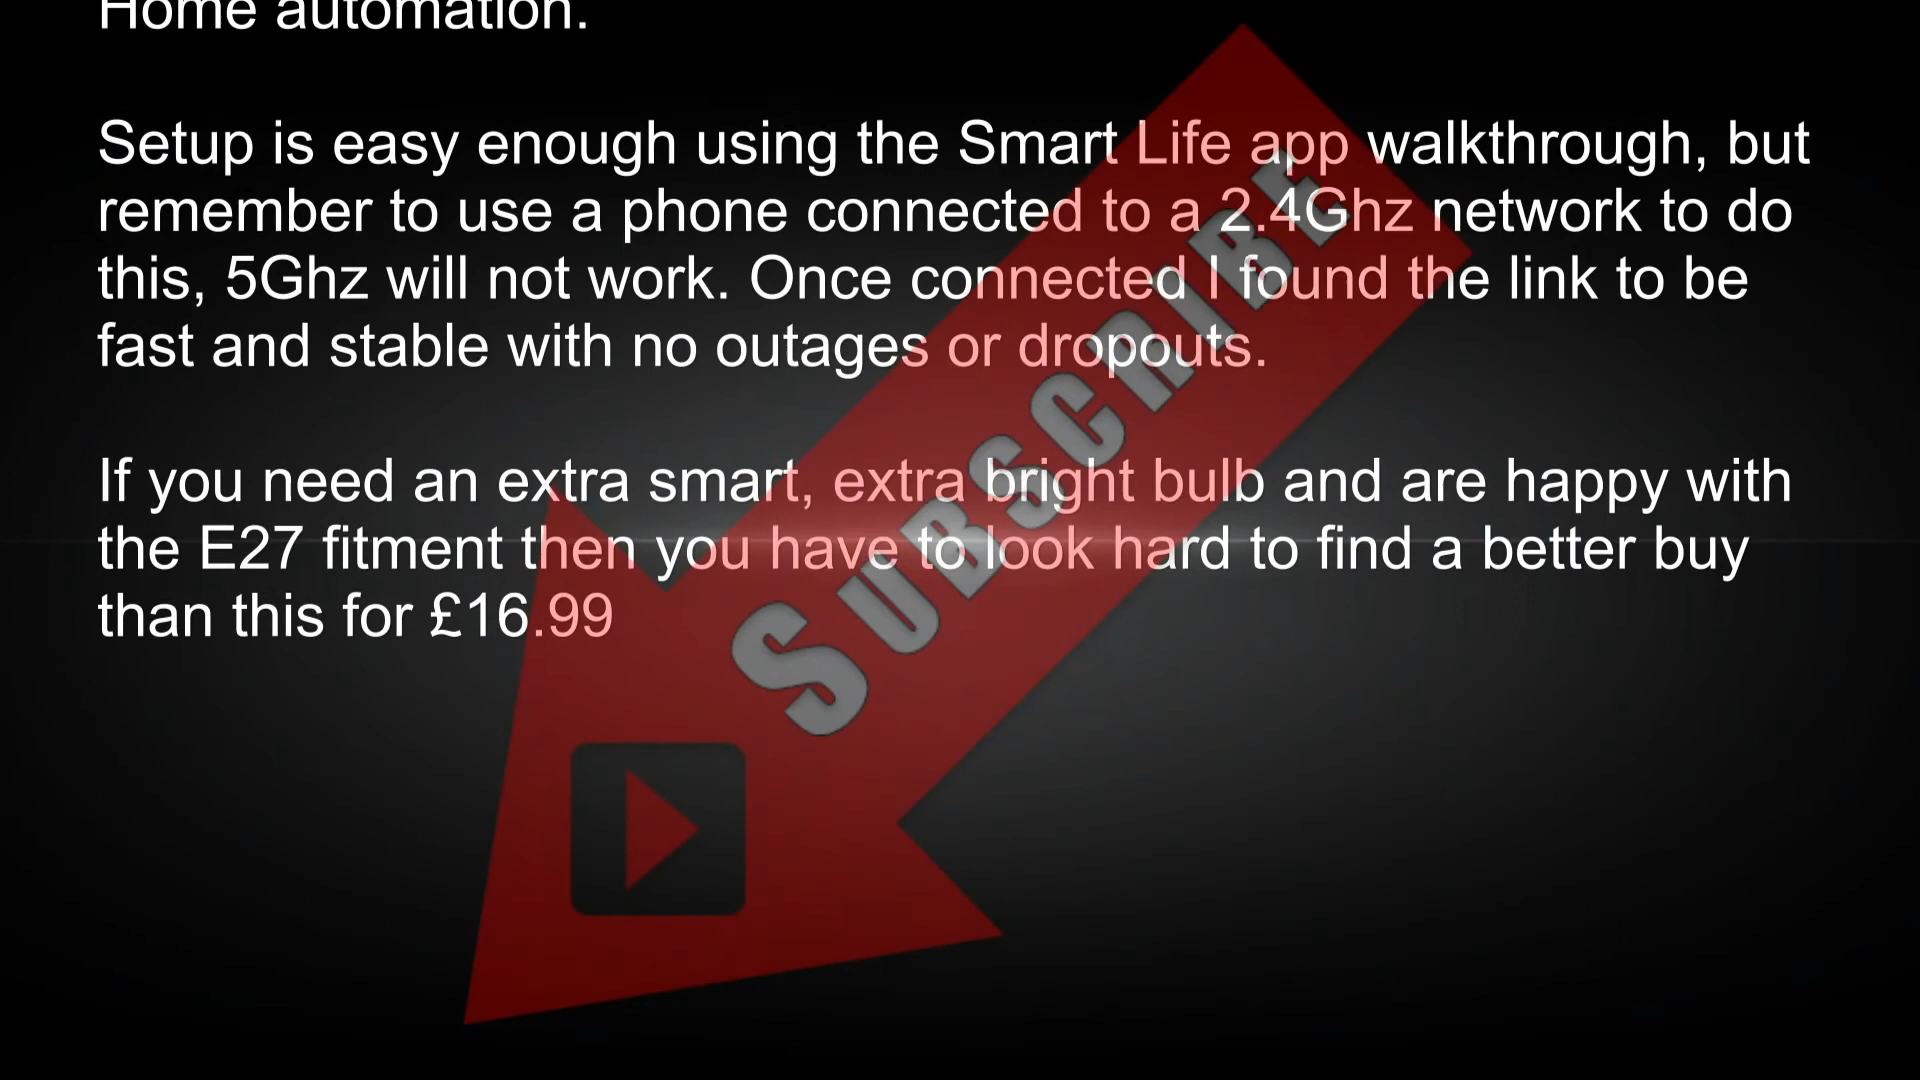 Home automation.
Setup is easy enough using the Smart Life app walkthrough, but
remember to use a phone connected to a 2.4Ghz network to do
this, 5Ghz will not work. Once connected I found the link to be
fast and stable with no outages or dropouts.
If you need an extra smart, extra bright bulb and are happy with
the E27 fitment then you have to look hard to find a better buy
than this for £16.99
SUBSCRIBE